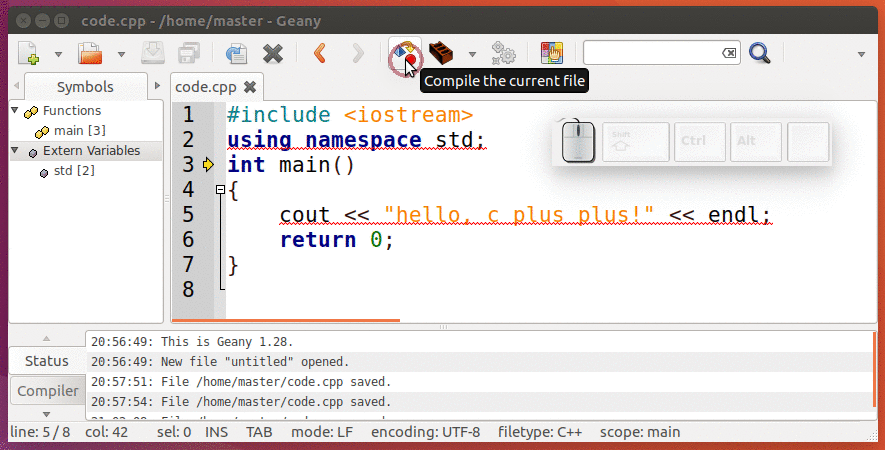 code.cpp - /home/master - Geany
Compile the current file
Symbols
code.cpp
Functions
main [3]
Extern Variables
std [2]
1 #include <iostream>
2 using namespace std;
3 int main()
4 {
5 cout << "hello, c plus plus!" << endl;
6 return 0;
7 }
8
Shift
Ctrl
Alt
Status
Compiler
20:56:49: This is Geany 1.28.
20:56:49: New file "untitled" opened.
20:57:51: File /home/master/code.cpp saved.
20:57:54: File /home/master/code.cpp saved.
line: 5 / 8 col: 42 sel: 0 INS TAB mode: LF encoding: UTF-8 filetype: C++ scope: main